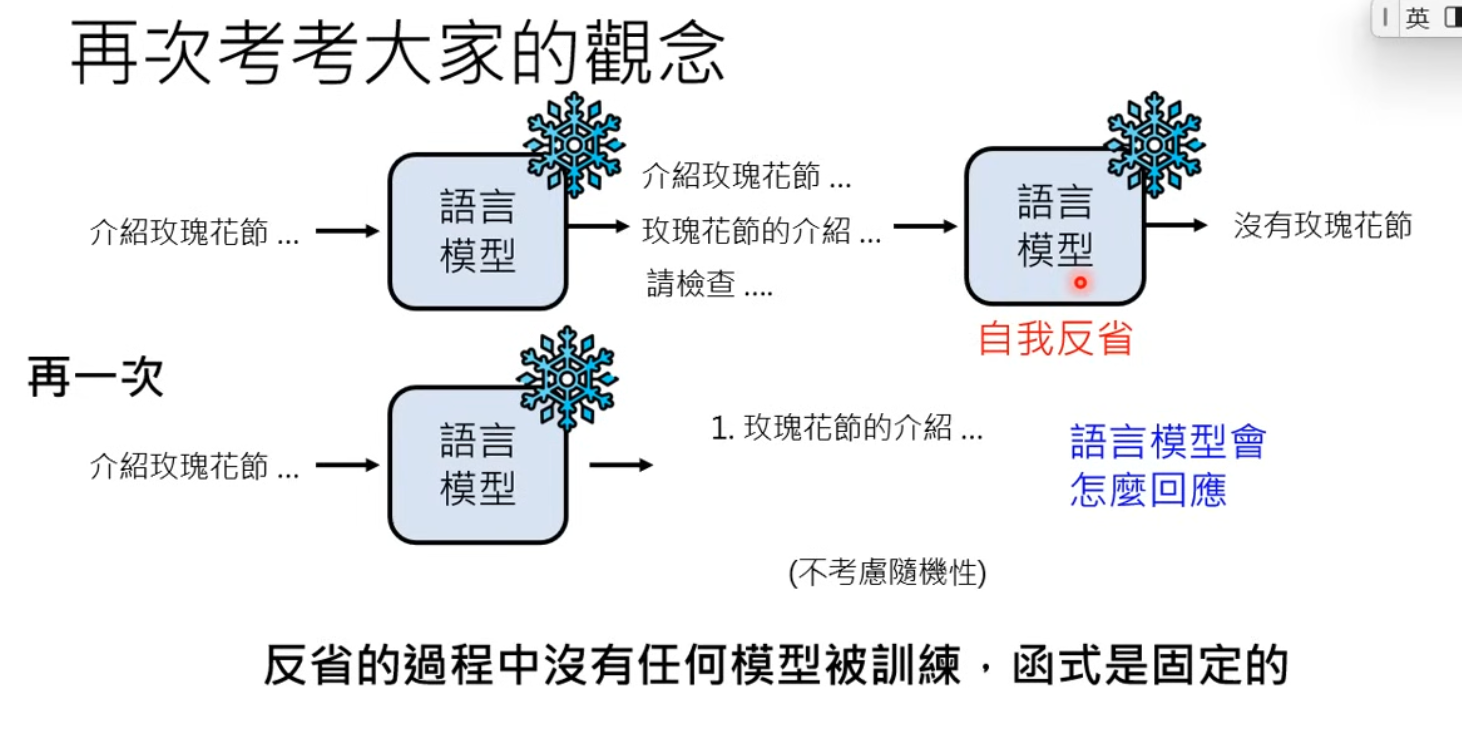 英
再次考考大家的觀念
介紹玫瑰花節 ...
語言
模型
介紹玫瑰花節 ...
玫瑰花節的介紹 ...
請檢查 ....
語言
模型
沒有玫瑰花節
自我反省
再一次
介紹玫瑰花節 ...
語言
模型
1. 玫瑰花節的介紹 ...
語言模型會
怎麼回應
(不考慮隨機性)
反省的過程中沒有任何模型被訓練，函式是固定的